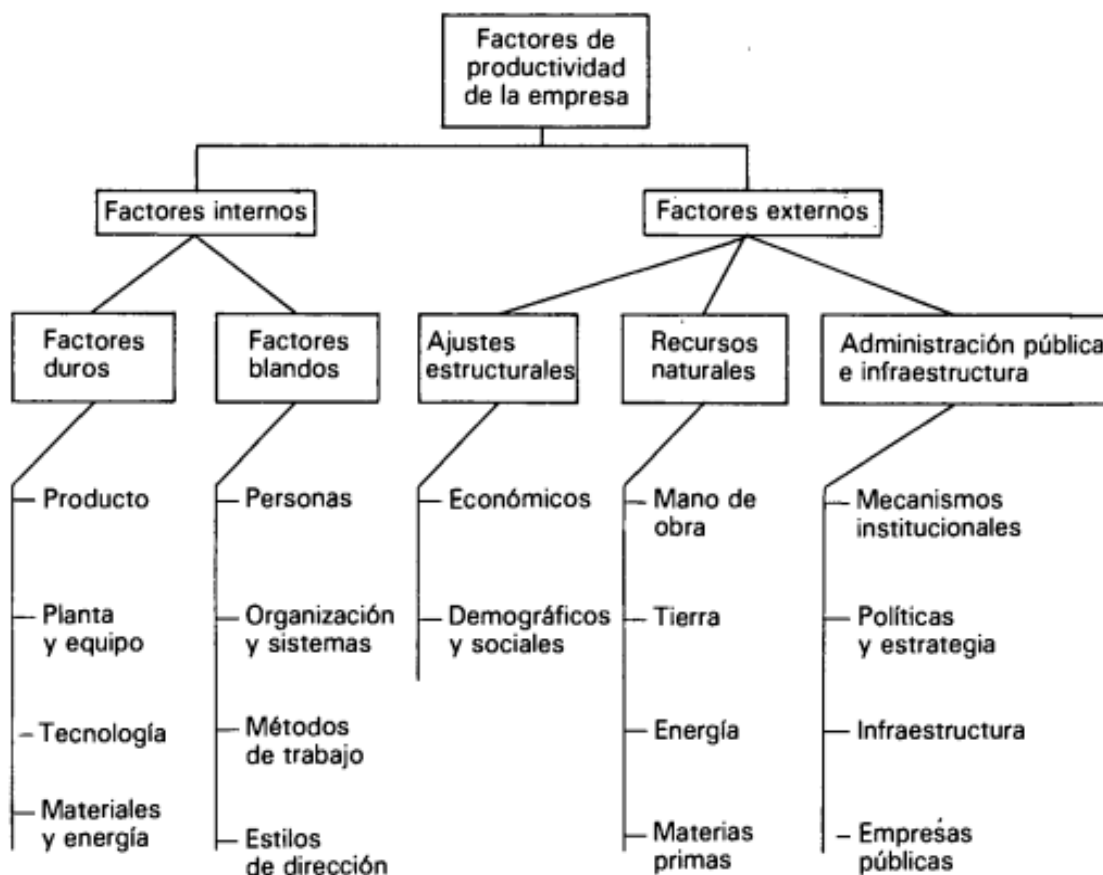 Factores de
productividad
de la empresa
Factores internos
Factores externos
Factores
duros
Factores
blandos
Ajustes
estructurales
Recursos
naturales
Administración pública
e infraestructura
Producto
Planta
y equipo
Tecnología
Materiales
y energía
Personas
Organización
y sistemas
Métodos
de trabajo
Estilos
de dirección
Económicos
Demográficos
y sociales
Mano de
obra
Tierra
Energía
Materias
primas
Mecanismos
institucionales
Políticas
y estrategia
Infraestructura
Empresas
públicas